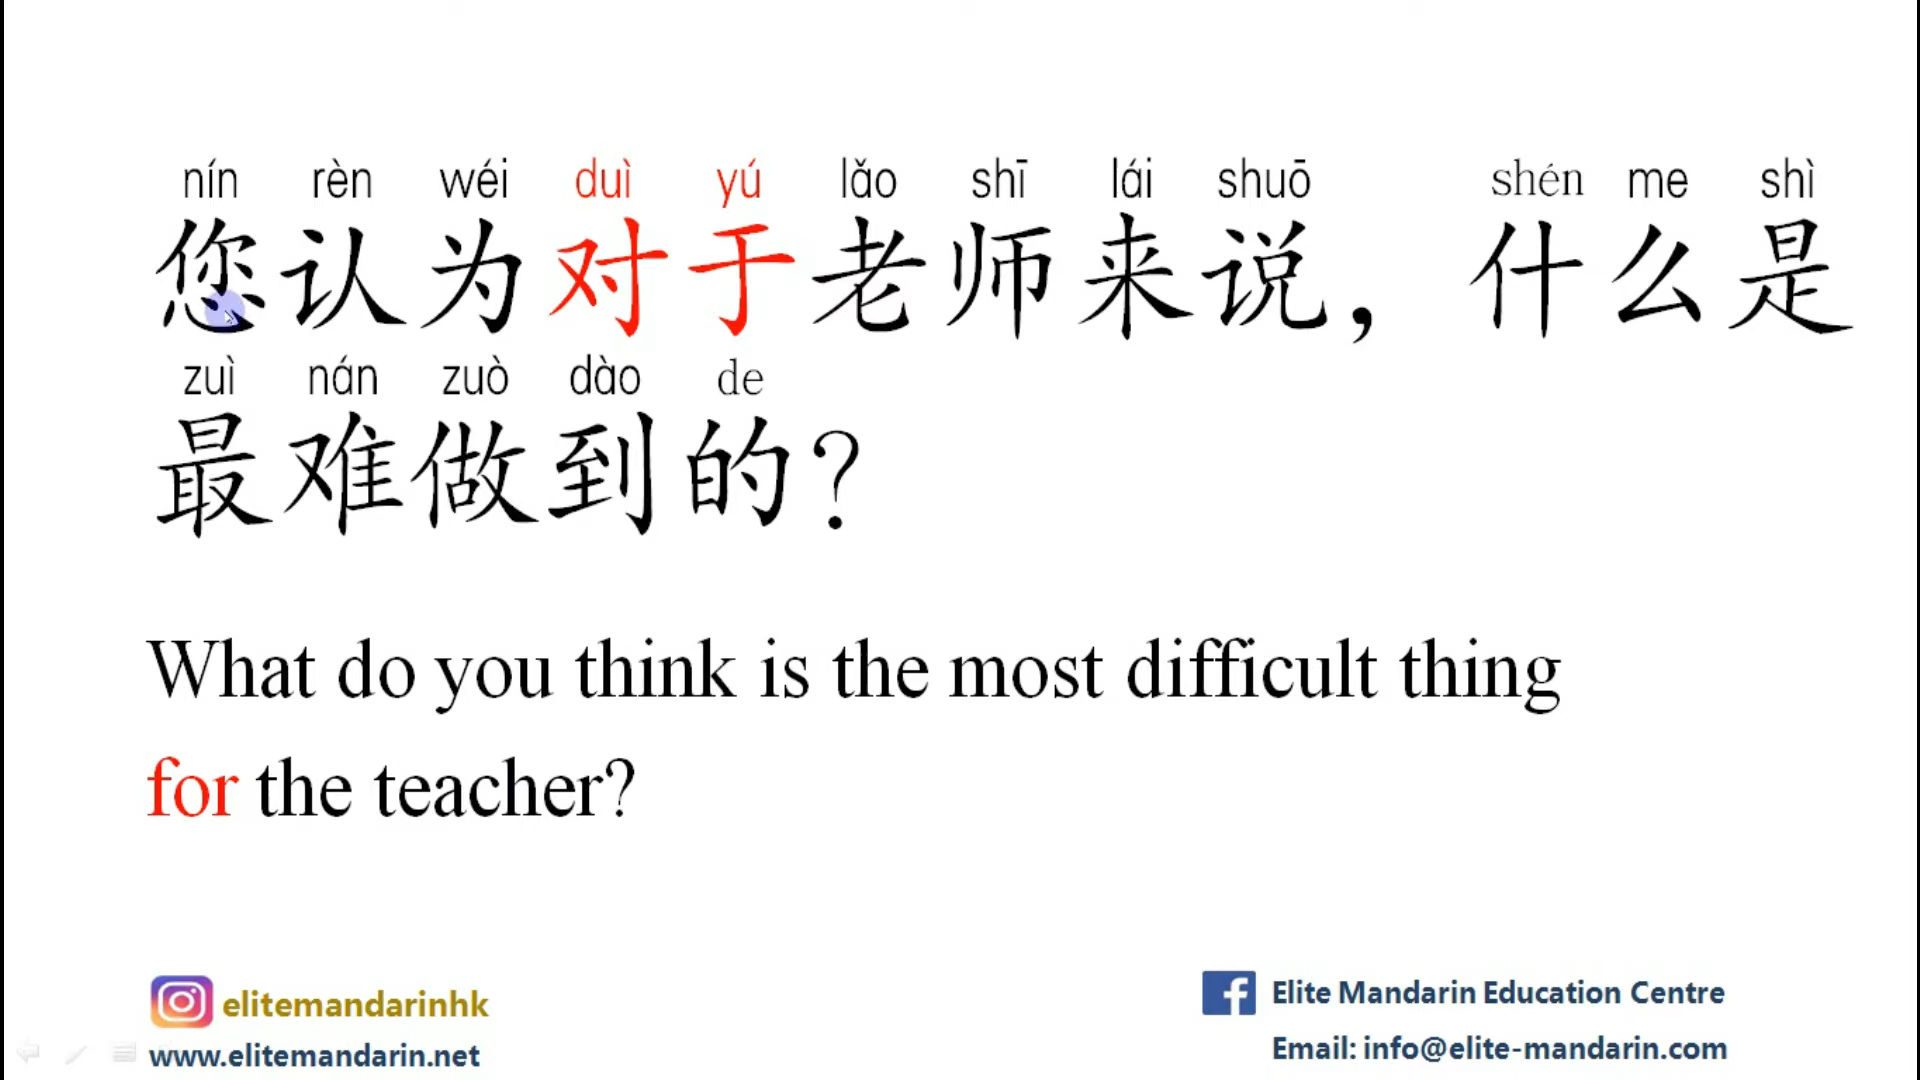 nín rèn wéi duì yú lǎo shī lái shuō shén me shì
您认为对于老师来说，什么是
zuì nán zuò dào de
最难做到的？
What do you think is the most difficult thing
for the teacher?
elitemandarinhk
www.elitemandarin.net
Elite Mandarin Education Centre
Email: info@elite-mandarin.com